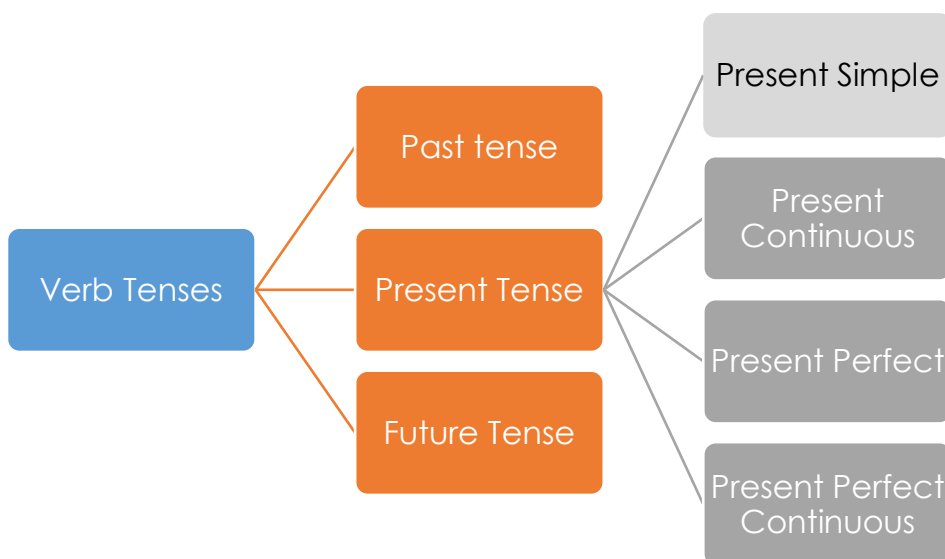 Verb Tenses
Past tense
Present Tense
Future Tense
Present Simple
Present
Continuous
Present Perfect
Present Perfect
Continuous